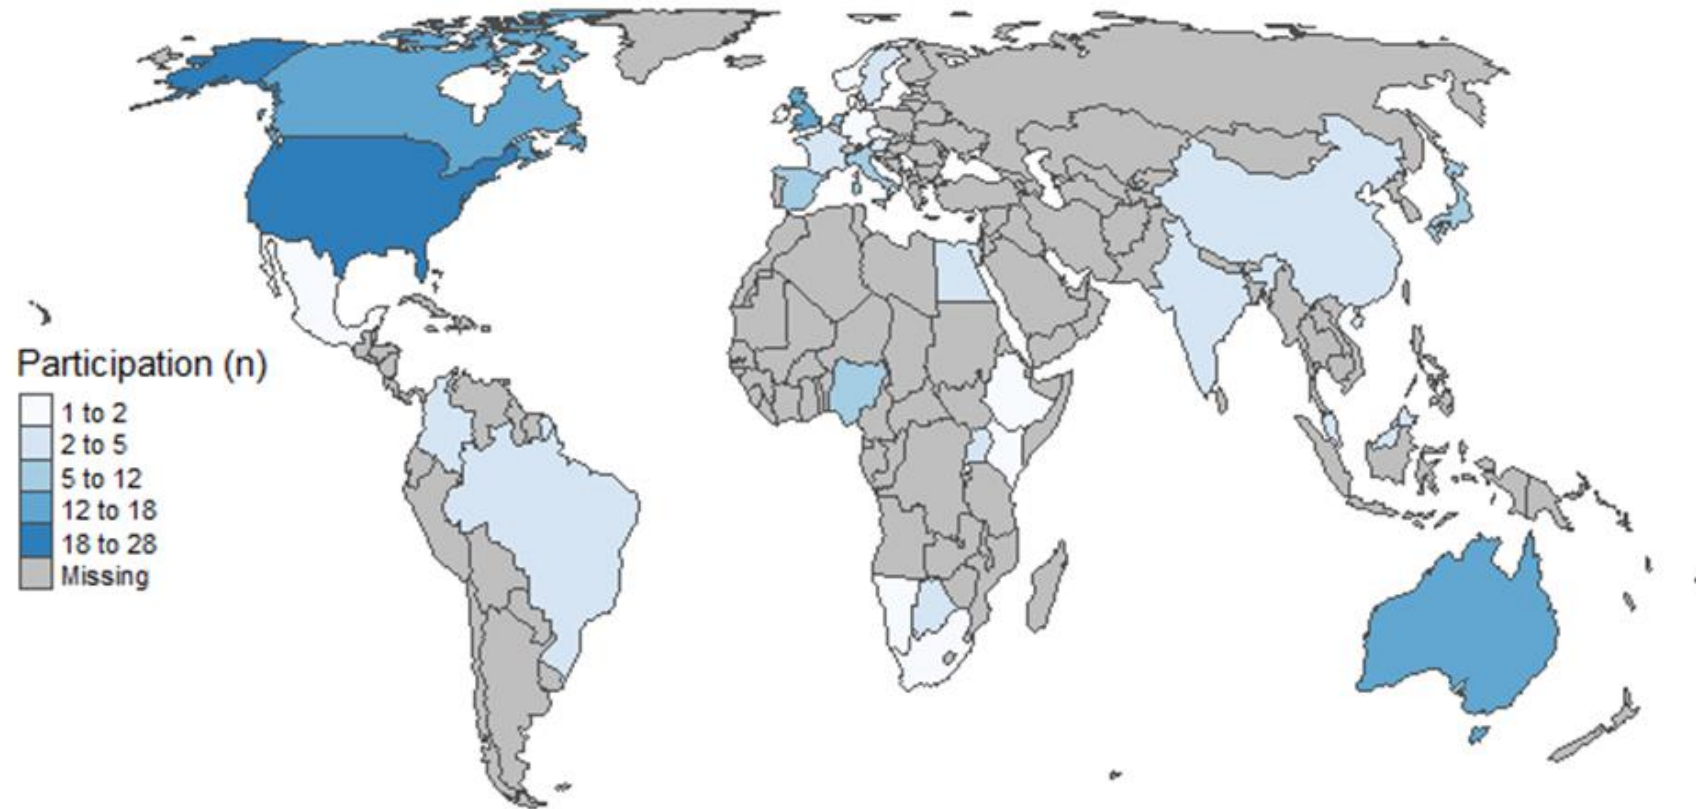 Participation (n)
1 to 2
2 to 5
5 to 12
12 to 18
18 to 28
Missing